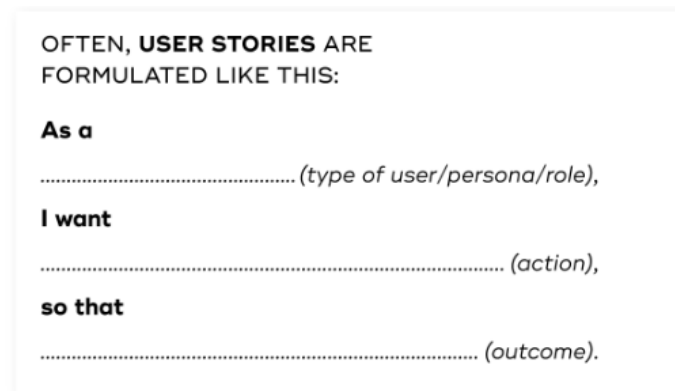 OFTEN, USER STORIES ARE
FORMULATED LIKE THIS:
As a
.................................................. (type of user/persona/role),
I want
.......................................................................................... (action),
so that
..................................................................................... (outcome).